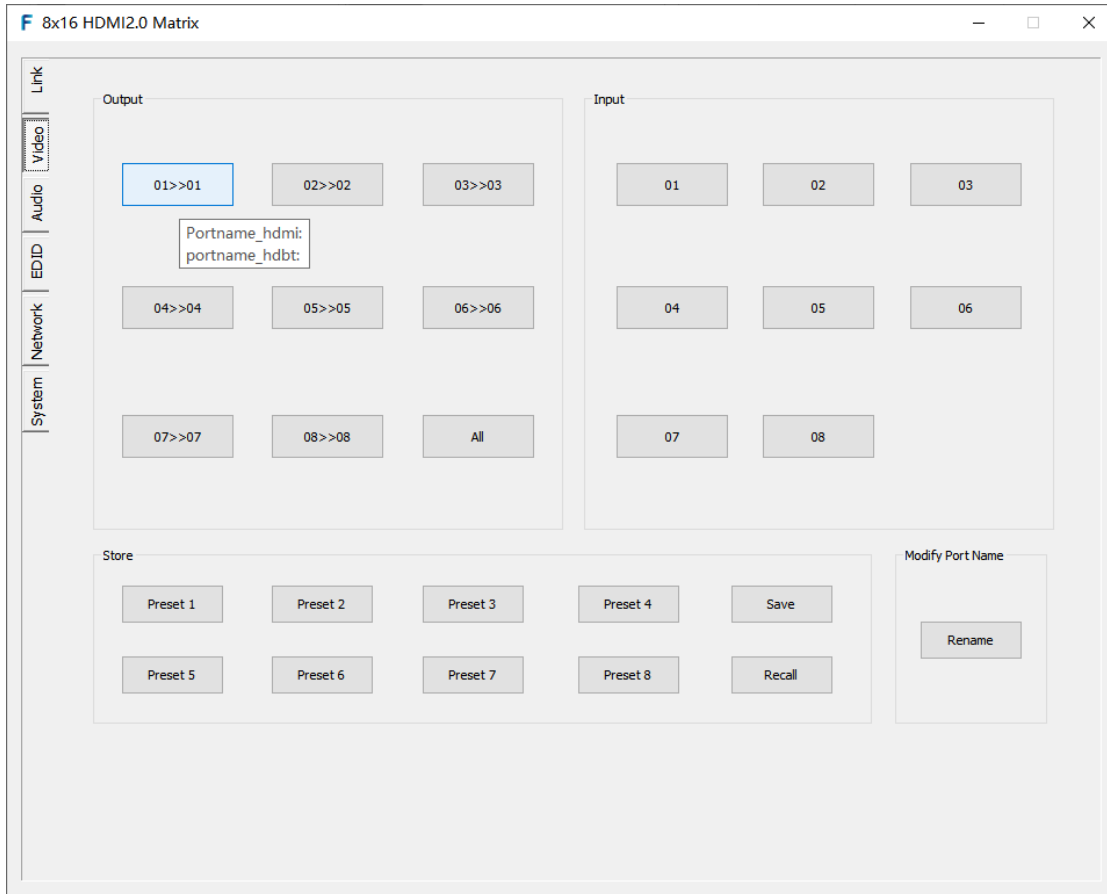 F 8x16 HDMI2.0 Matrix
Link
Video
Audio
EDID
Network
System
Output
01>>01 02>>02 03>>03
Portname_hdmi:
portname_hdbt:
04>>04 05>>05 06>>06
07>>07 08>>08 All
Input
01 02 03
04 05 06
07 08
Store
Preset 1 Preset 2 Preset 3 Preset 4 Save
Preset 5 Preset 6 Preset 7 Preset 8 Recall
Modify Port Name
Rename